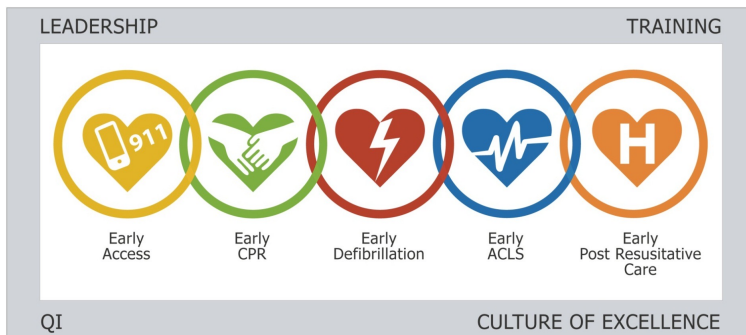 LEADERSHIP
TRAINING
911
H
Early
Access
Early
CPR
Early
Defibrillation
Early
ACLS
Early
Post Resusitative
Care
QI
CULTURE OF EXCELLENCE